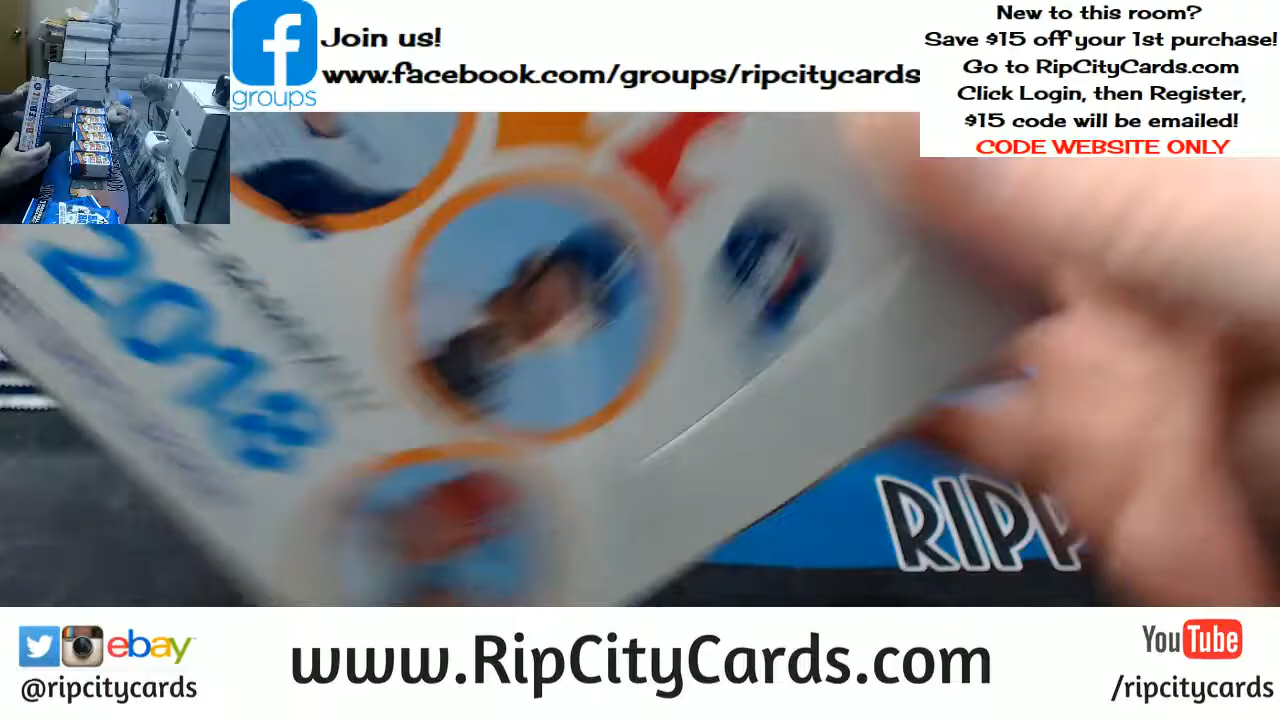 groups
Join us!
www.facebook.com/groups/ripcitycards
New to this room?
Save $15 off your 1st purchase!
Go to RipCityCards.com
Click Login, then Register,
$15 code will be emailed!
CODE WEBSITE ONLY
RIPP
ebay
@ripcitycards
www.RipCityCards.com
YouTube
/ripcitycards